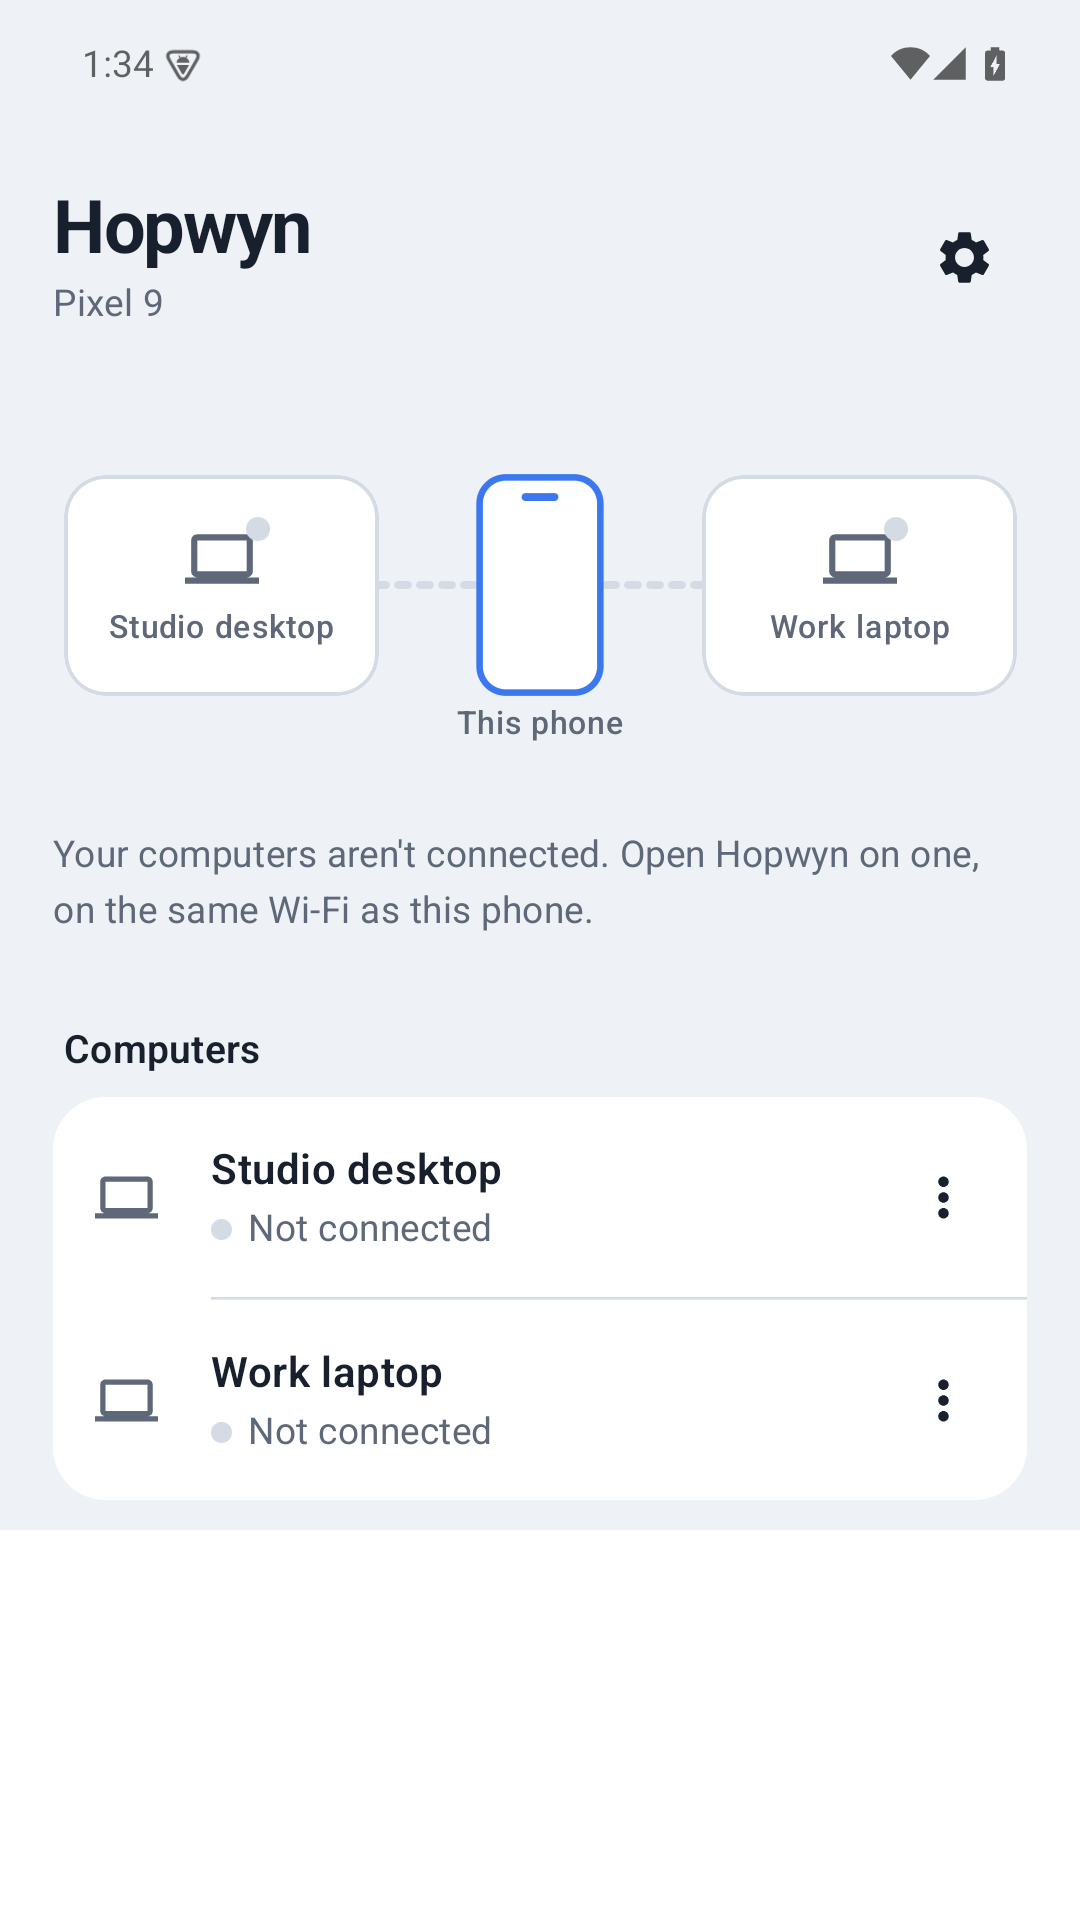 1:34
Hopwyn
Pixel 9
Studio desktop
Work laptop
This phone
Your computers aren't connected. Open Hopwyn on one,
on the same Wi-Fi as this phone.
Computers
Studio desktop
Not connected
Work laptop
Not connected